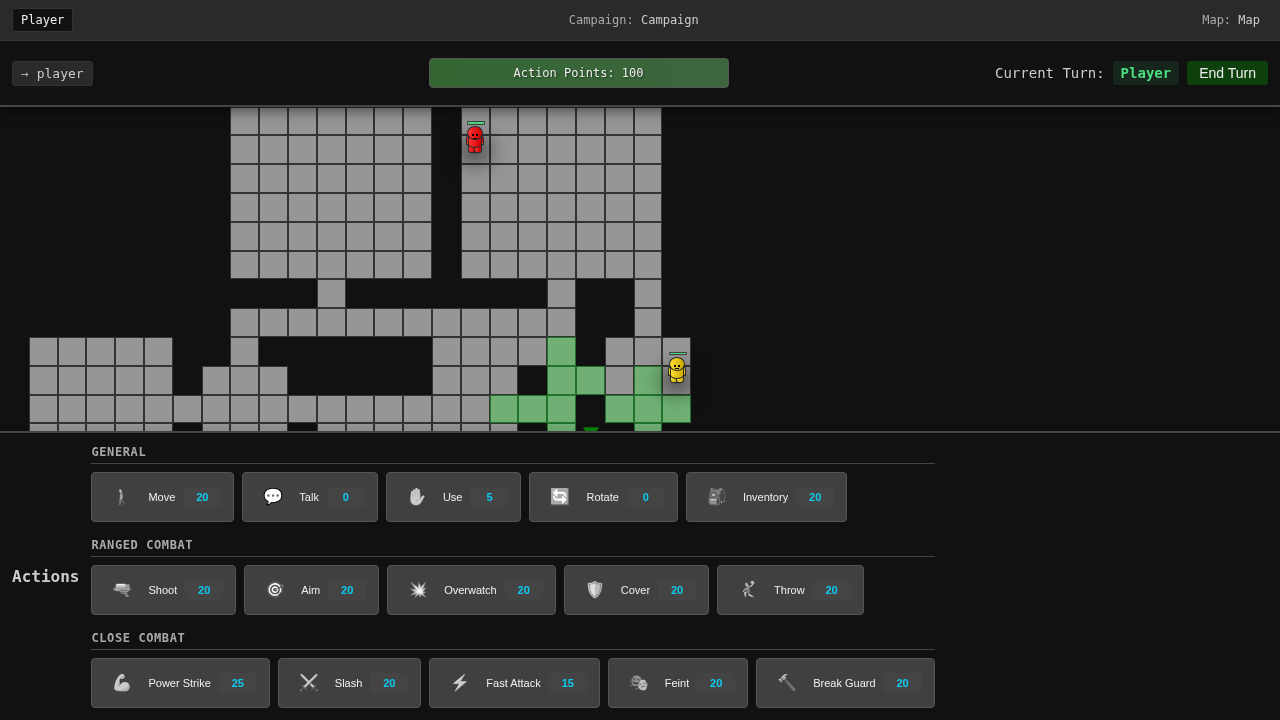 Player
Campaign: Campaign
Map: Map
→ player
Action Points: 100
Current Turn: Player
End Turn
Actions
GENERAL
Move 20
Talk 0
Use 5
Rotate 0
Inventory 20
RANGED COMBAT
Shoot 20
Aim 20
Overwatch 20
Cover 20
Throw 20
CLOSE COMBAT
Power Strike 25
Slash 20
Fast Attack 15
Feint 20
Break Guard 20